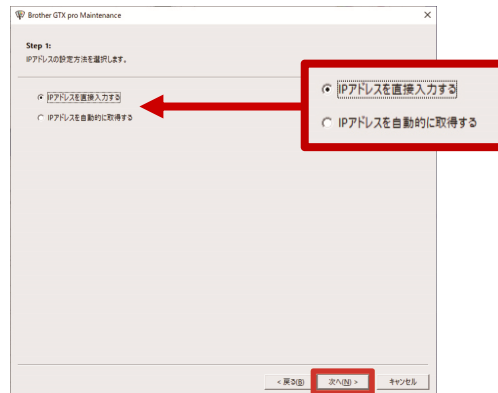 Brother GTX pro Maintenance
Step 1:
IPアドレスの設定方法を選択します。
IPアドレスを直接入力する
IPアドレスを自動的に取得する
IPアドレスを直接入力する
IPアドレスを自動的に取得する
< 戻る(B)
次へ(N) >
キャンセル